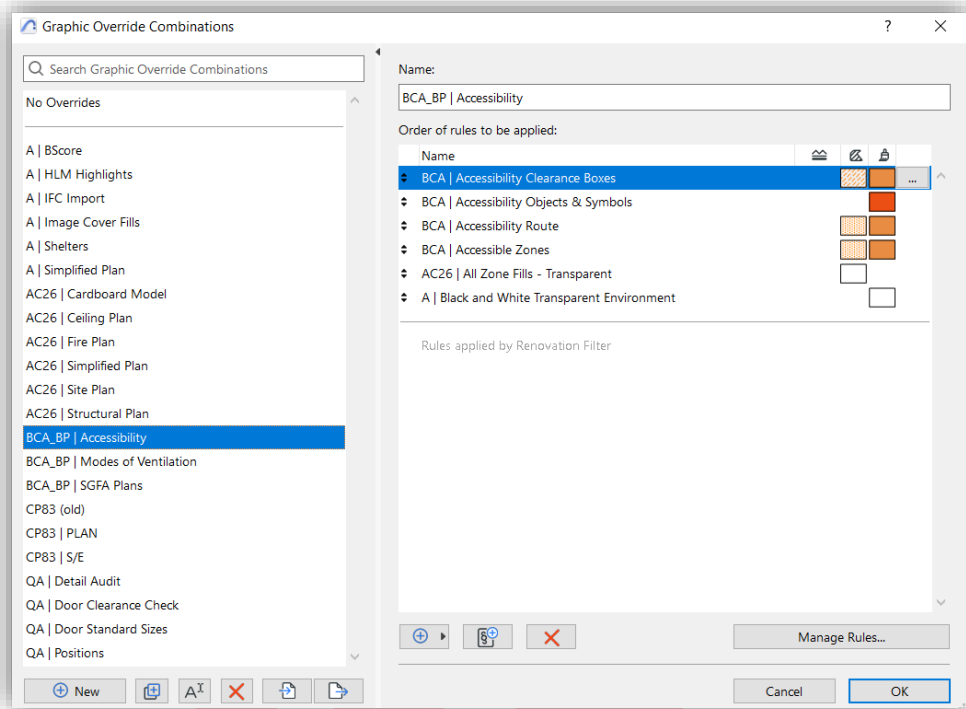 Graphic Override Combinations
?
Search Graphic Override Combinations
No Overrides
A | BScore
A | HLM Highlights
A | IFC Import
A | Image Cover Fills
A | Shelters
A | Simplified Plan
AC26 | Cardboard Model
AC26 | Ceiling Plan
AC26 | Fire Plan
AC26 | Simplified Plan
AC26 | Site Plan
AC26 | Structural Plan
BCA_BP | Accessibility
BCA_BP | Modes of Ventilation
BCA_BP | SGFA Plans
CP83 (old)
CP83 | PLAN
CP83 | S/E
QA | Detail Audit
QA | Door Clearance Check
QA | Door Standard Sizes
QA | Positions
New
Name:
BCA_BP | Accessibility
Order of rules to be applied:
Name
BCA | Accessibility Clearance Boxes ...
BCA | Accessibility Objects & Symbols
BCA | Accessibility Route
BCA | Accessible Zones
AC26 | All Zone Fills - Transparent
A | Black and White Transparent Environment
Rules applied by Renovation Filter
Manage Rules...
Cancel
OK